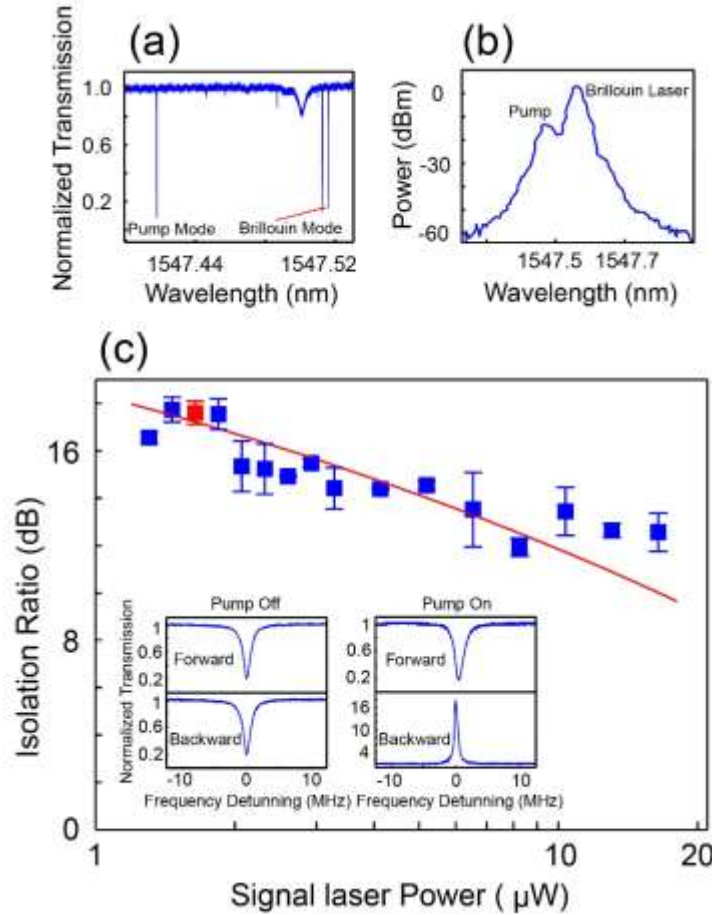 (a)
Normalized Transmission
1.0
0.6
0.2
Pump Mode
Brillouin Mode
1547.44
1547.52
Wavelength (nm)
(b)
Power (dBm)
0
-30
-60
Pump
Brillouin Laser
1547.5
1547.7
Wavelength (nm)
(c)
Isolation Ratio (dB)
16
8
0
Pump Off
Pump On
Normalized Transmission
1
0.6
0.2
Forward
1
0.6
0.2
Forward
1
0.6
0.2
Backward
16
10
4
Backward
-10
0
10
-10
0
10
Frequency Detunning (MHz)
Frequency Detunning (MHz)
1
2
10
20
Signal laser Power ( μW)